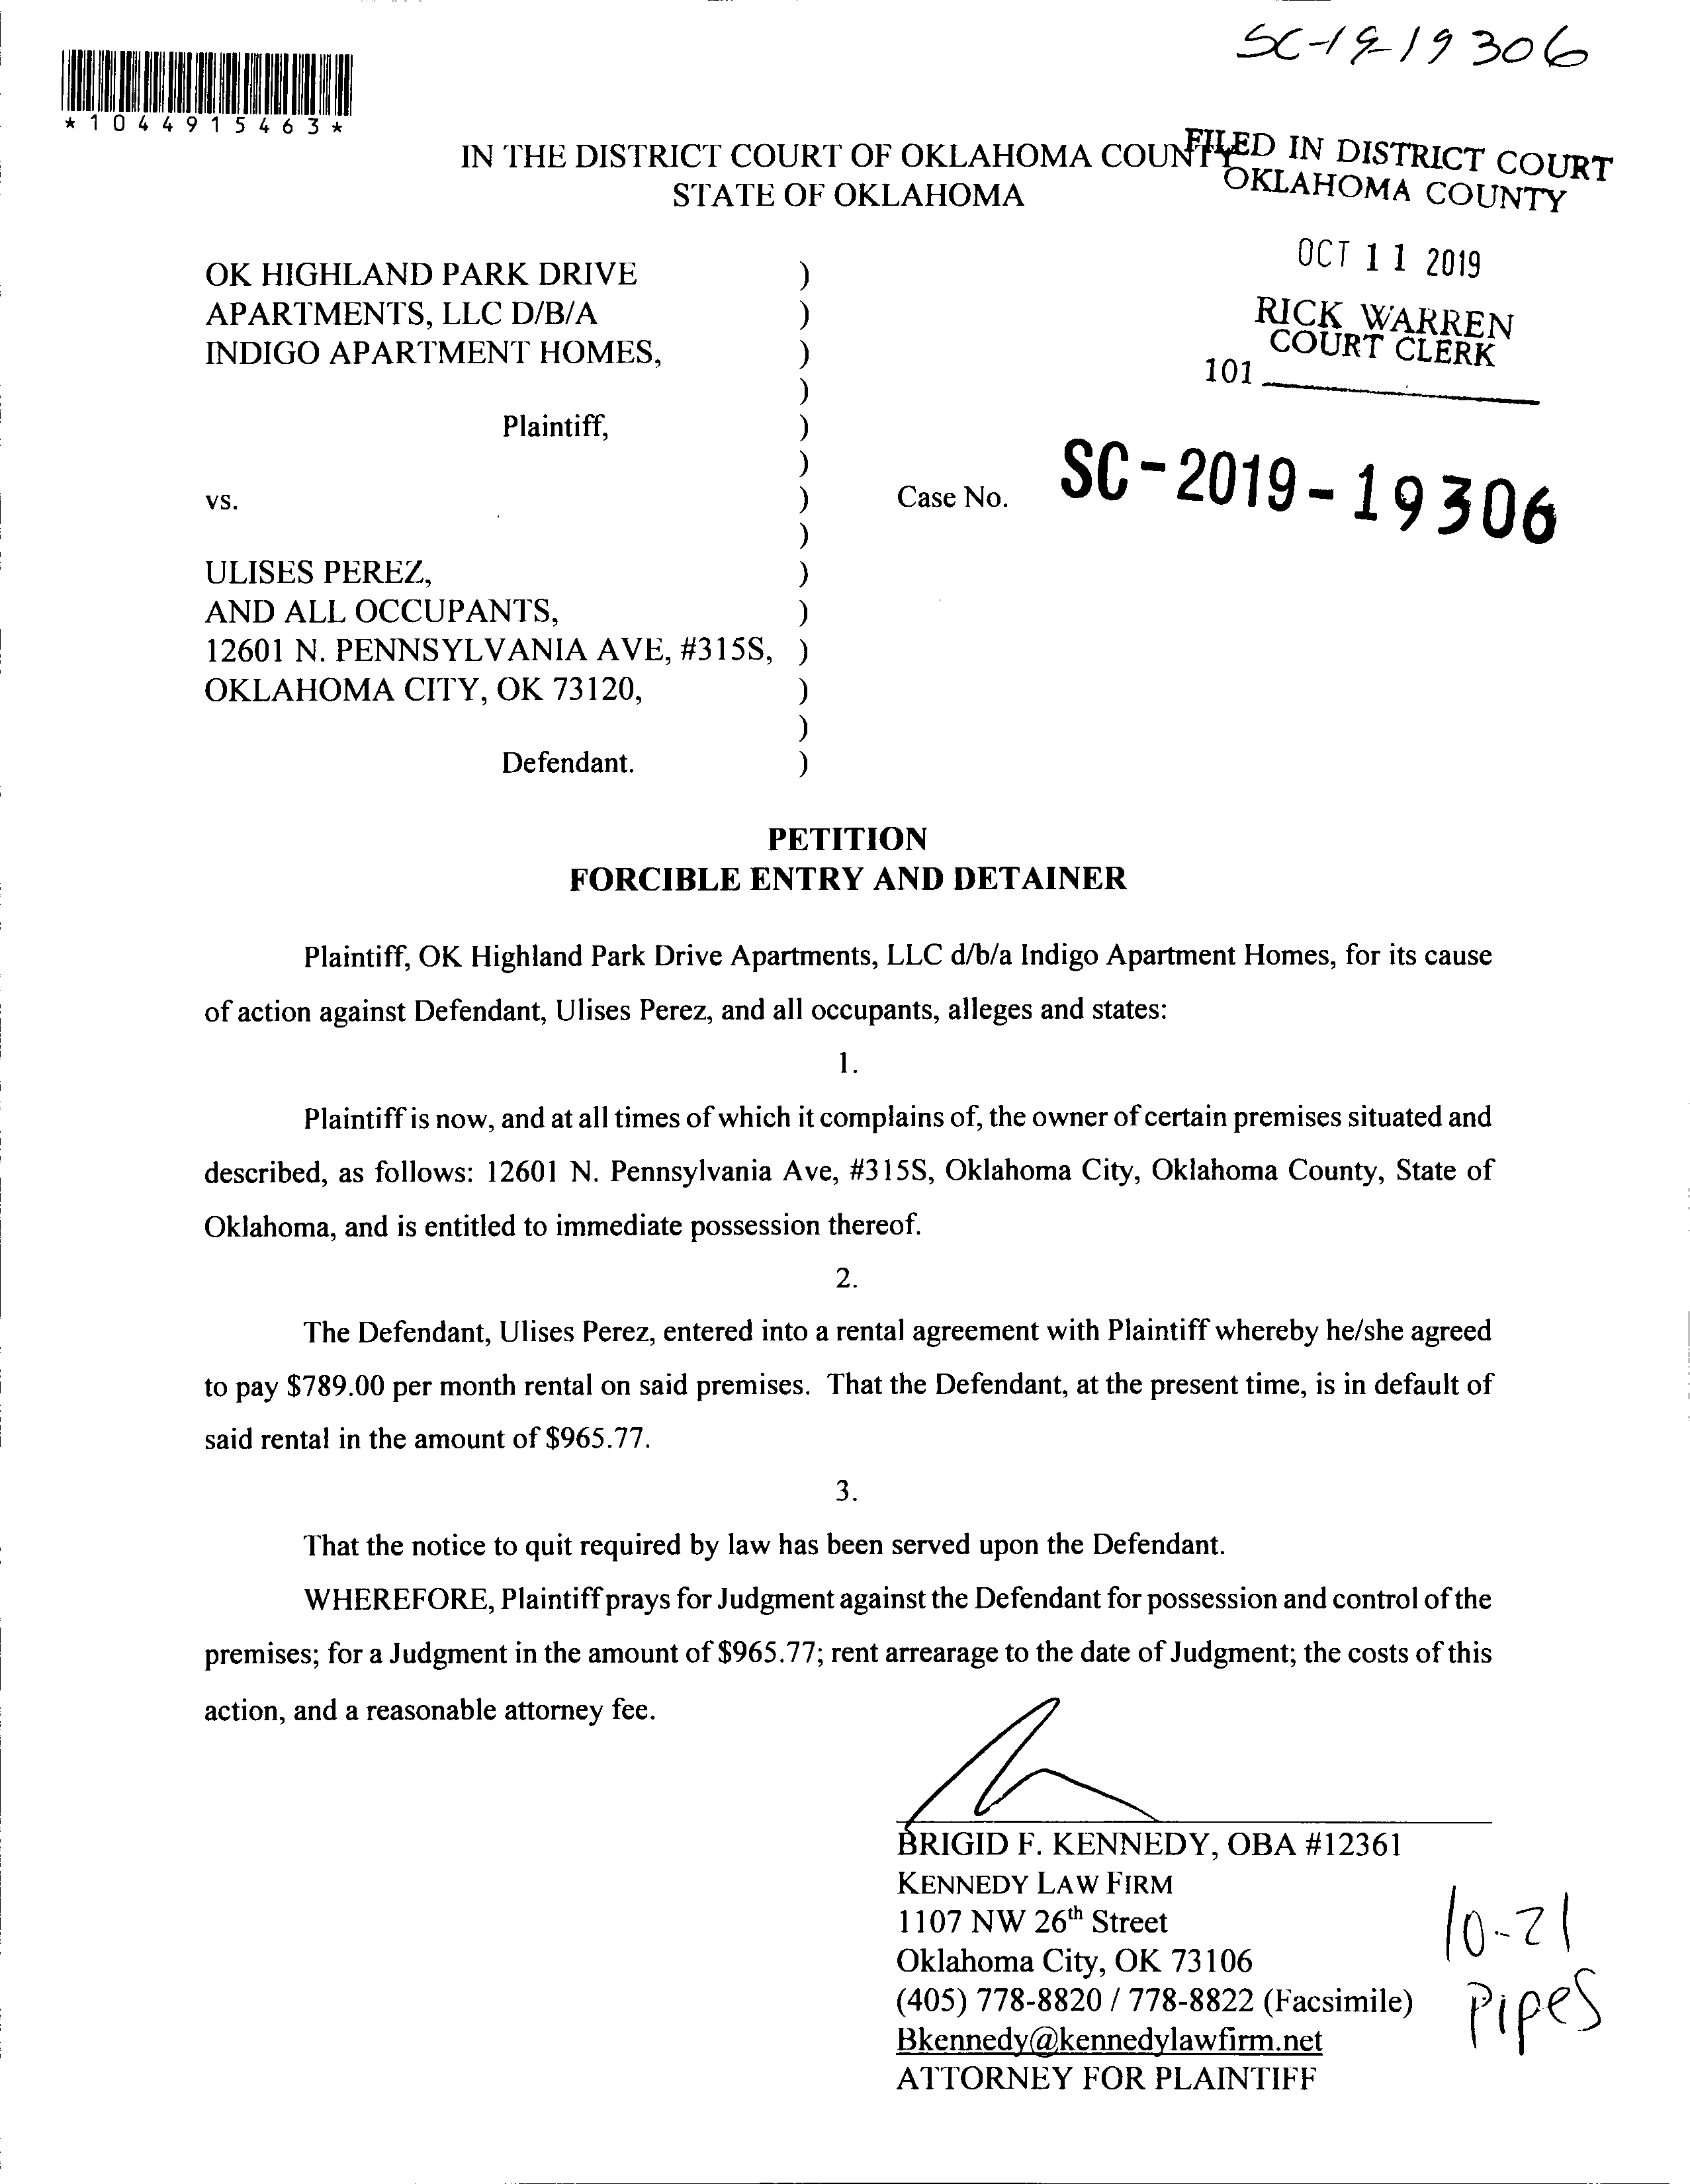 SC-19-19306
*1044915463*
IN THE DISTRICT COURT OF OKLAHOMA COUNTY
STATE OF OKLAHOMA
FILED IN DISTRICT COURT
OKLAHOMA COUNTY
OCT 11 2019
RICK WARREN
COURT CLERK
101
OK HIGHLAND PARK DRIVE )
APARTMENTS, LLC D/B/A )
INDIGO APARTMENT HOMES, )
)
Plaintiff, )
)
vs. ) Case No. SC-2019-19306
)
ULISES PEREZ, )
AND ALL OCCUPANTS, )
12601 N. PENNSYLVANIA AVE, #315S, )
OKLAHOMA CITY, OK 73120, )
)
Defendant. )
PETITION
FORCIBLE ENTRY AND DETAINER
Plaintiff, OK Highland Park Drive Apartments, LLC d/b/a Indigo Apartment Homes, for its cause
of action against Defendant, Ulises Perez, and all occupants, alleges and states:
1.
Plaintiff is now, and at all times of which it complains of, the owner of certain premises situated and
described, as follows: 12601 N. Pennsylvania Ave, #315S, Oklahoma City, Oklahoma County, State of
Oklahoma, and is entitled to immediate possession thereof.
2.
The Defendant, Ulises Perez, entered into a rental agreement with Plaintiff whereby he/she agreed
to pay $789.00 per month rental on said premises. That the Defendant, at the present time, is in default of
said rental in the amount of $965.77.
3.
That the notice to quit required by law has been served upon the Defendant.
WHEREFORE, Plaintiff prays for Judgment against the Defendant for possession and control of the
premises; for a Judgment in the amount of $965.77; rent arrearage to the date of Judgment; the costs of this
action, and a reasonable attorney fee.
BRIGID F. KENNEDY, OBA #12361
KENNEDY LAW FIRM
1107 NW 26th Street
Oklahoma City, OK 73106
(405) 778-8820 / 778-8822 (Facsimile)
Bkennedy@kennedylawfirm.net
ATTORNEY FOR PLAINTIFF
10-21
Pipes